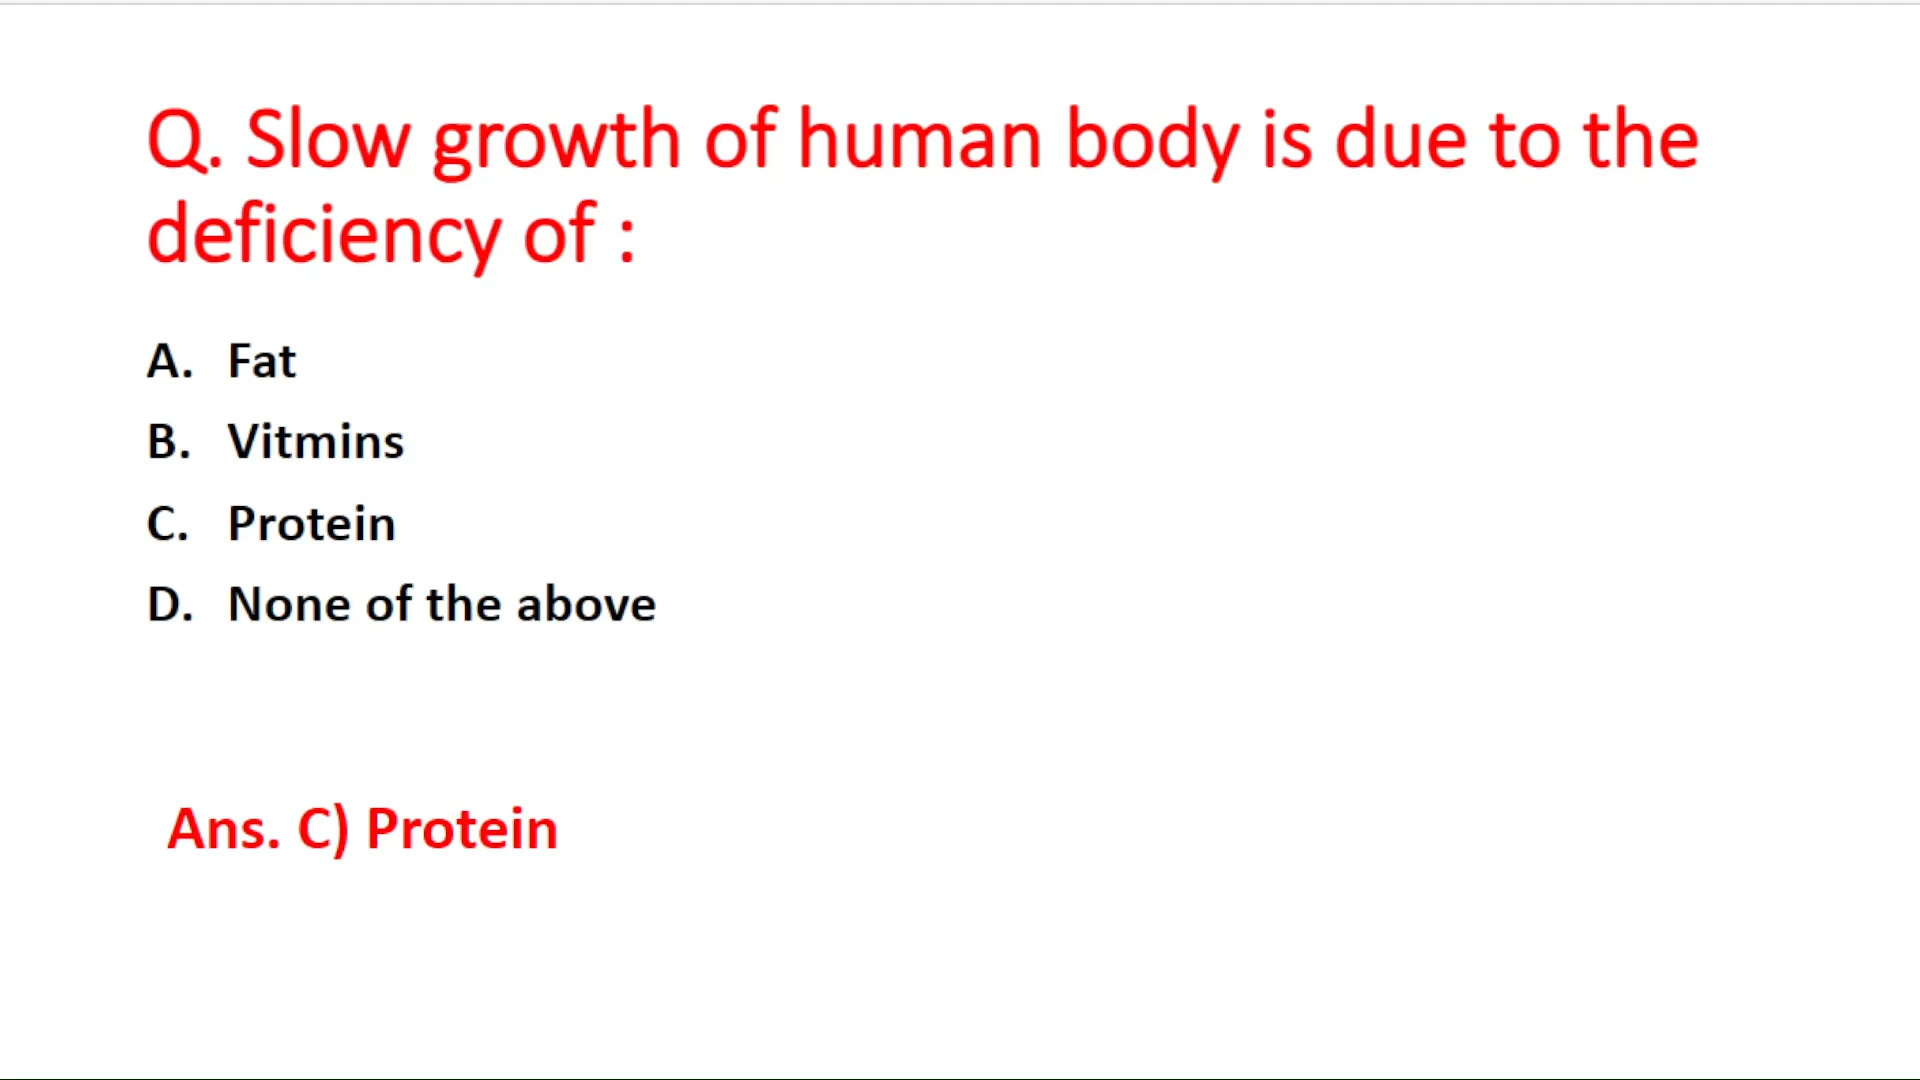 Q. Slow growth of human body is due to the
deficiency of :
A. Fat
B. Vitmins
C. Protein
D. None of the above
Ans. C) Protein